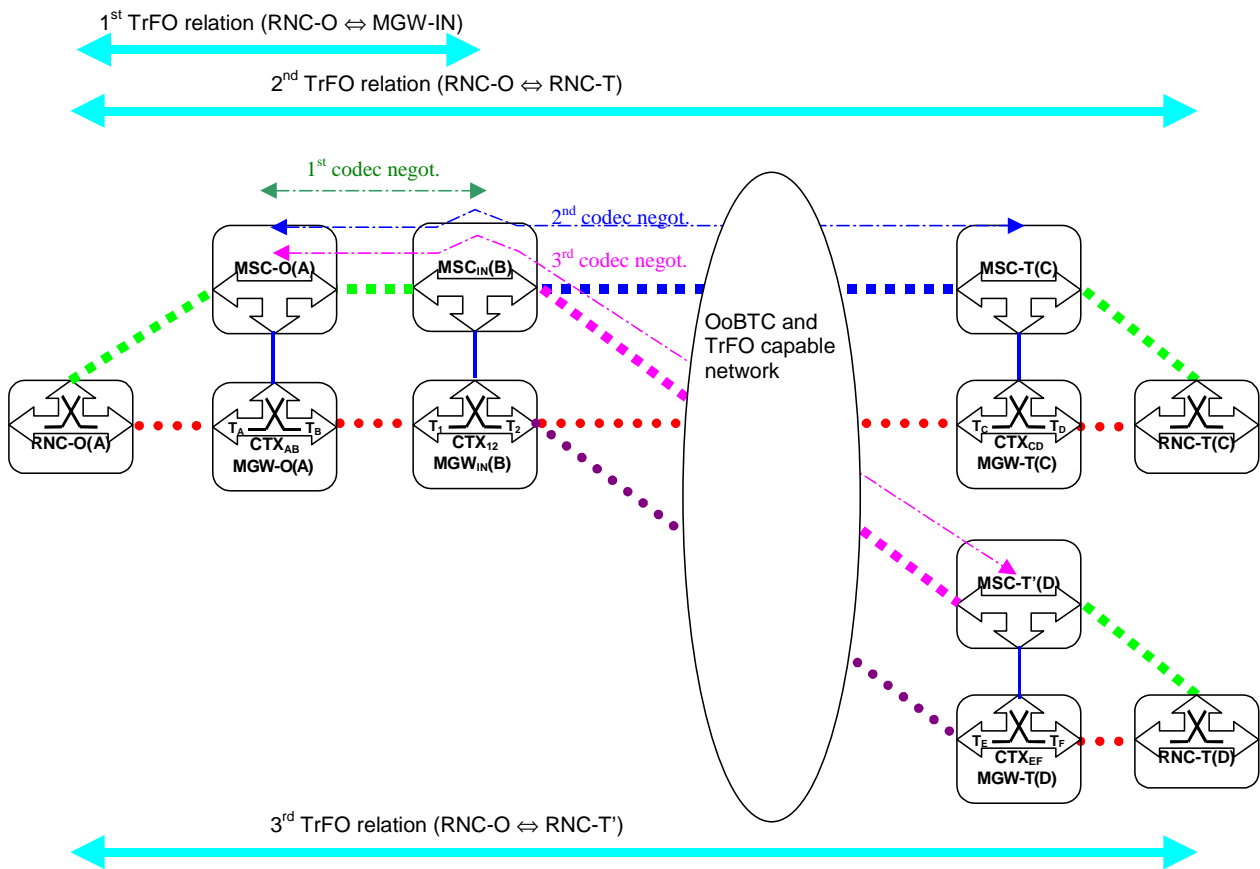 1st TrFO relation (RNC-O ⇔ MGW-IN)
2nd TrFO relation (RNC-O ⇔ RNC-T)
1st codec negot.
2nd codec negot.
3rd codec negot.
MSC-O(A)
MSCIN(B)
MSC-T(C)
OoBTC and
TrFO capable
network
RNC-O(A)
TA TB
CTXAB
MGW-O(A)
T1 T2
CTX12
MGWIN(B)
TC TD
CTXCD
MGW-T(C)
RNC-T(C)
MSC-T’(D)
TE TF
CTXEF
MGW-T(D)
RNC-T(D)
3rd TrFO relation (RNC-O ⇔ RNC-T’)